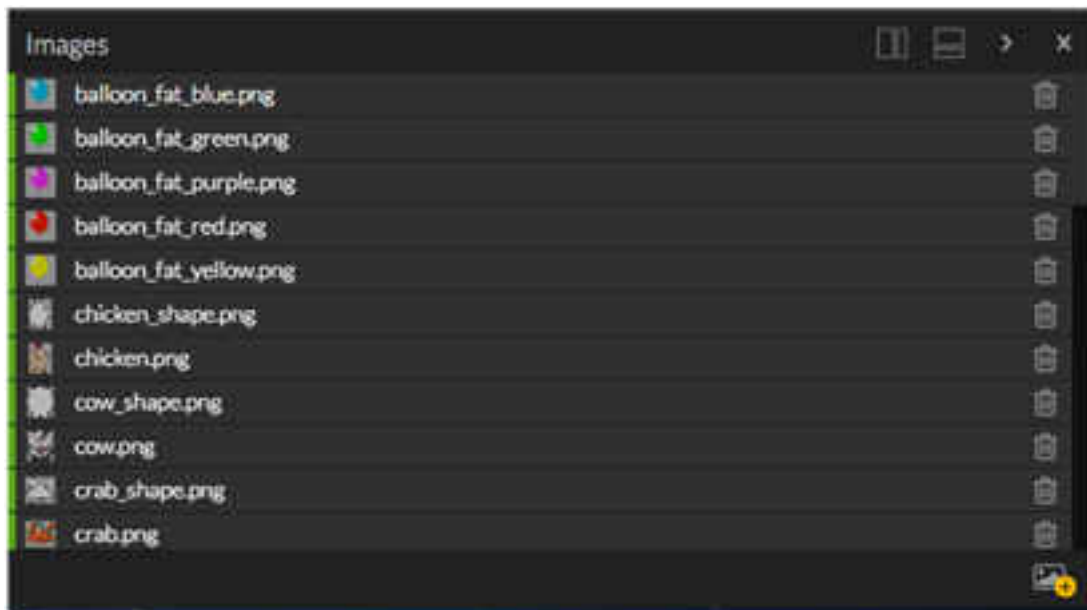 Images
balloon_fat_blue.png
balloon_fat_green.png
balloon_fat_purple.png
balloon_fat_red.png
balloon_fat_yellow.png
chicken_shape.png
chicken.png
cow_shape.png
cow.png
crab_shape.png
crab.png